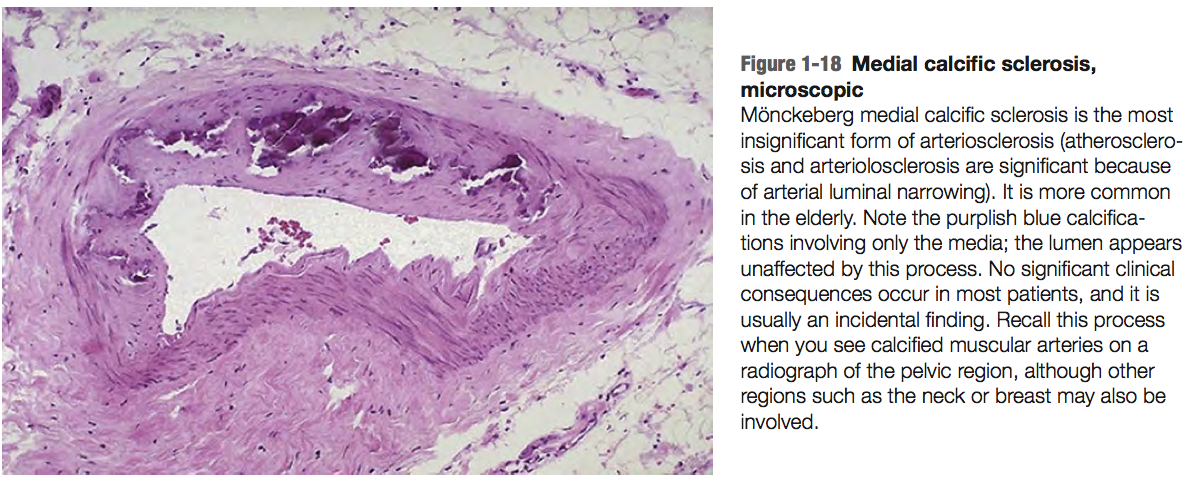 Figure 1-18 Medial calcific sclerosis,
microscopic
Mönckeberg medial calcific sclerosis is the most
insignificant form of arteriosclerosis (atherosclero-
sis and arteriolosclerosis are significant because
of arterial luminal narrowing). It is more common
in the elderly. Note the purplish blue calcifica-
tions involving only the media; the lumen appears
unaffected by this process. No significant clinical
consequences occur in most patients, and it is
usually an incidental finding. Recall this process
when you see calcified muscular arteries on a
radiograph of the pelvic region, although other
regions such as the neck or breast may also be
involved.